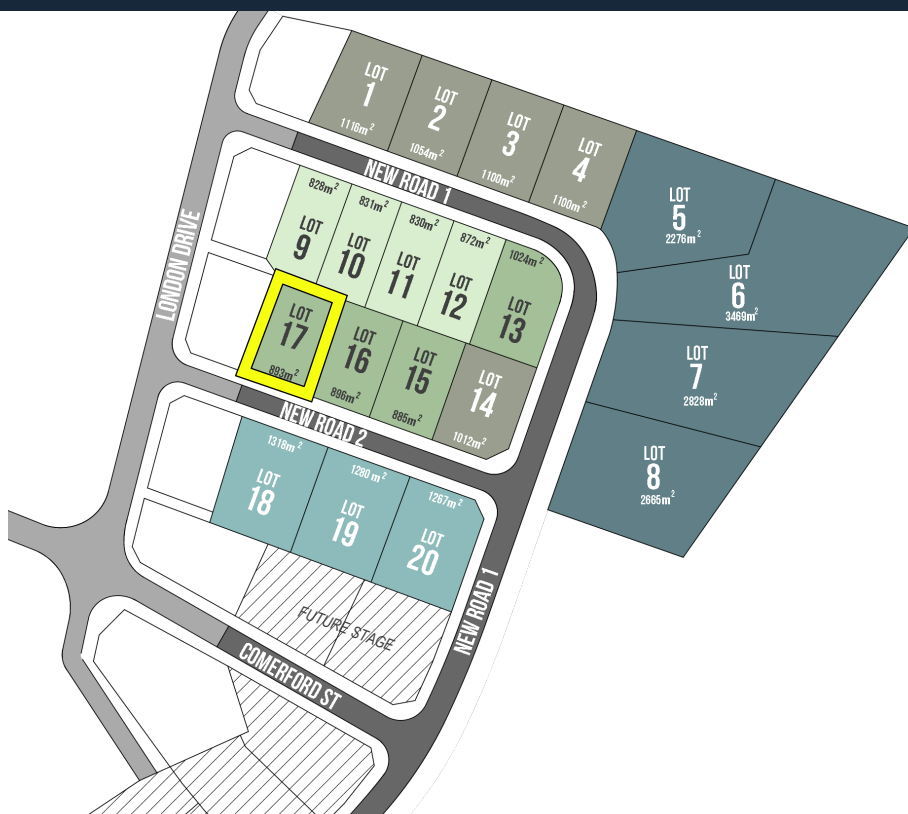 LOT
1
1116m²
LOT
2
1054m²
LOT
3
1100m²
LOT
4
1100m²
LOT
5
2276m²
LOT
6
3469m²
LOT
7
2828m²
LOT
8
2665m²
NEW ROAD 1
LONDON DRIVE
828m²
LOT
9
831m²
LOT
10
830m²
LOT
11
872m²
LOT
12
1024m²
LOT
13
LOT
17
893m²
LOT
16
896m²
LOT
15
885m²
LOT
14
1012m²
NEW ROAD 2
1318m²
LOT
18
1280 m²
LOT
19
1267m²
LOT
20
NEW ROAD 1
FUTURE STAGE
COMERFORD ST